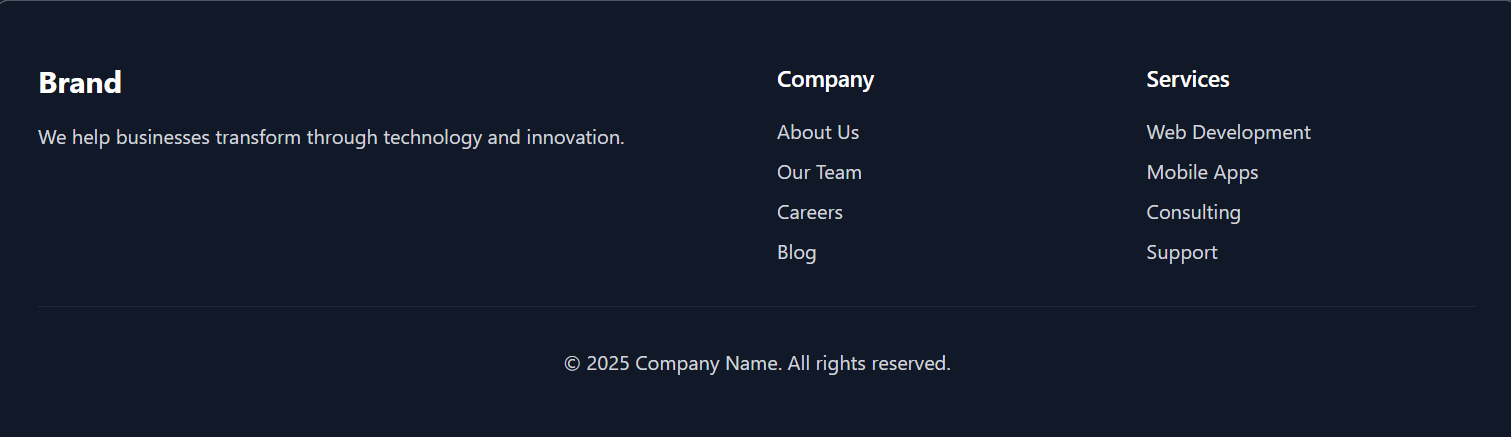 Brand
We help businesses transform through technology and innovation.
Company
About Us
Our Team
Careers
Blog
Services
Web Development
Mobile Apps
Consulting
Support
© 2025 Company Name. All rights reserved.